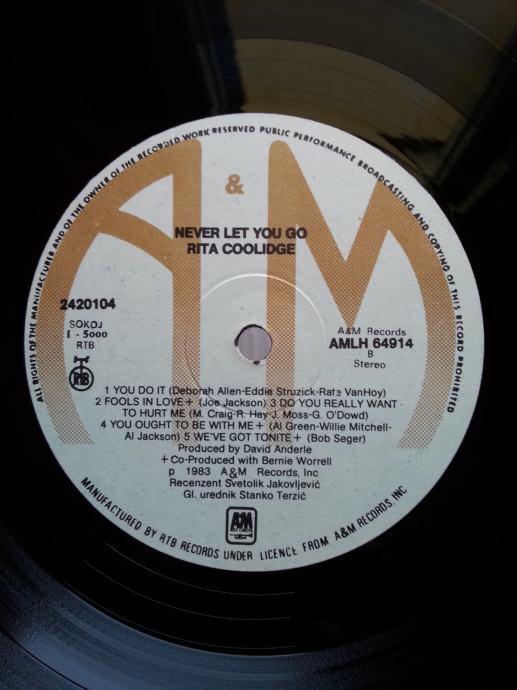 ALL RIGHTS OF THE MANUFACTURER AND OF THE OWNER OF THE RECORDED WORK RESERVED PUBLIC PERFORMANCE BROADCASTING AND COPYING OF THIS RECORD PROHIBITED
A & M
NEVER LET YOU GO
RITA COOLIDGE
2420104
SOKOJ
1 - 5000
RTB
RTB
A&M Records
AMLH 64914
B
Stereo
1 YOU DO IT (Deborah Allen-Eddie Struzick-Rafe VanHoy)
2 FOOLS IN LOVE+ (Joe Jackson) 3 DO YOU REALLY WANT
TO HURT ME (M. Craig-R. Hay-J. Moss-G. O'Dowd)
4 YOU OUGHT TO BE WITH ME+ (Al Green-Willie Mitchell-
Al Jackson) 5 WE'VE GOT TONITE+ (Bob Seger)
Produced by David Anderle
+ Co-Produced with Bernie Worrell
p 1983 A&M Records, Inc
Recenzent Svetolik Jakovljević
Gl. urednik Stanko Terzić
A&M
RECORDS
MANUFACTURED BY RTB RECORDS UNDER LICENCE FROM A&M RECORDS, INC